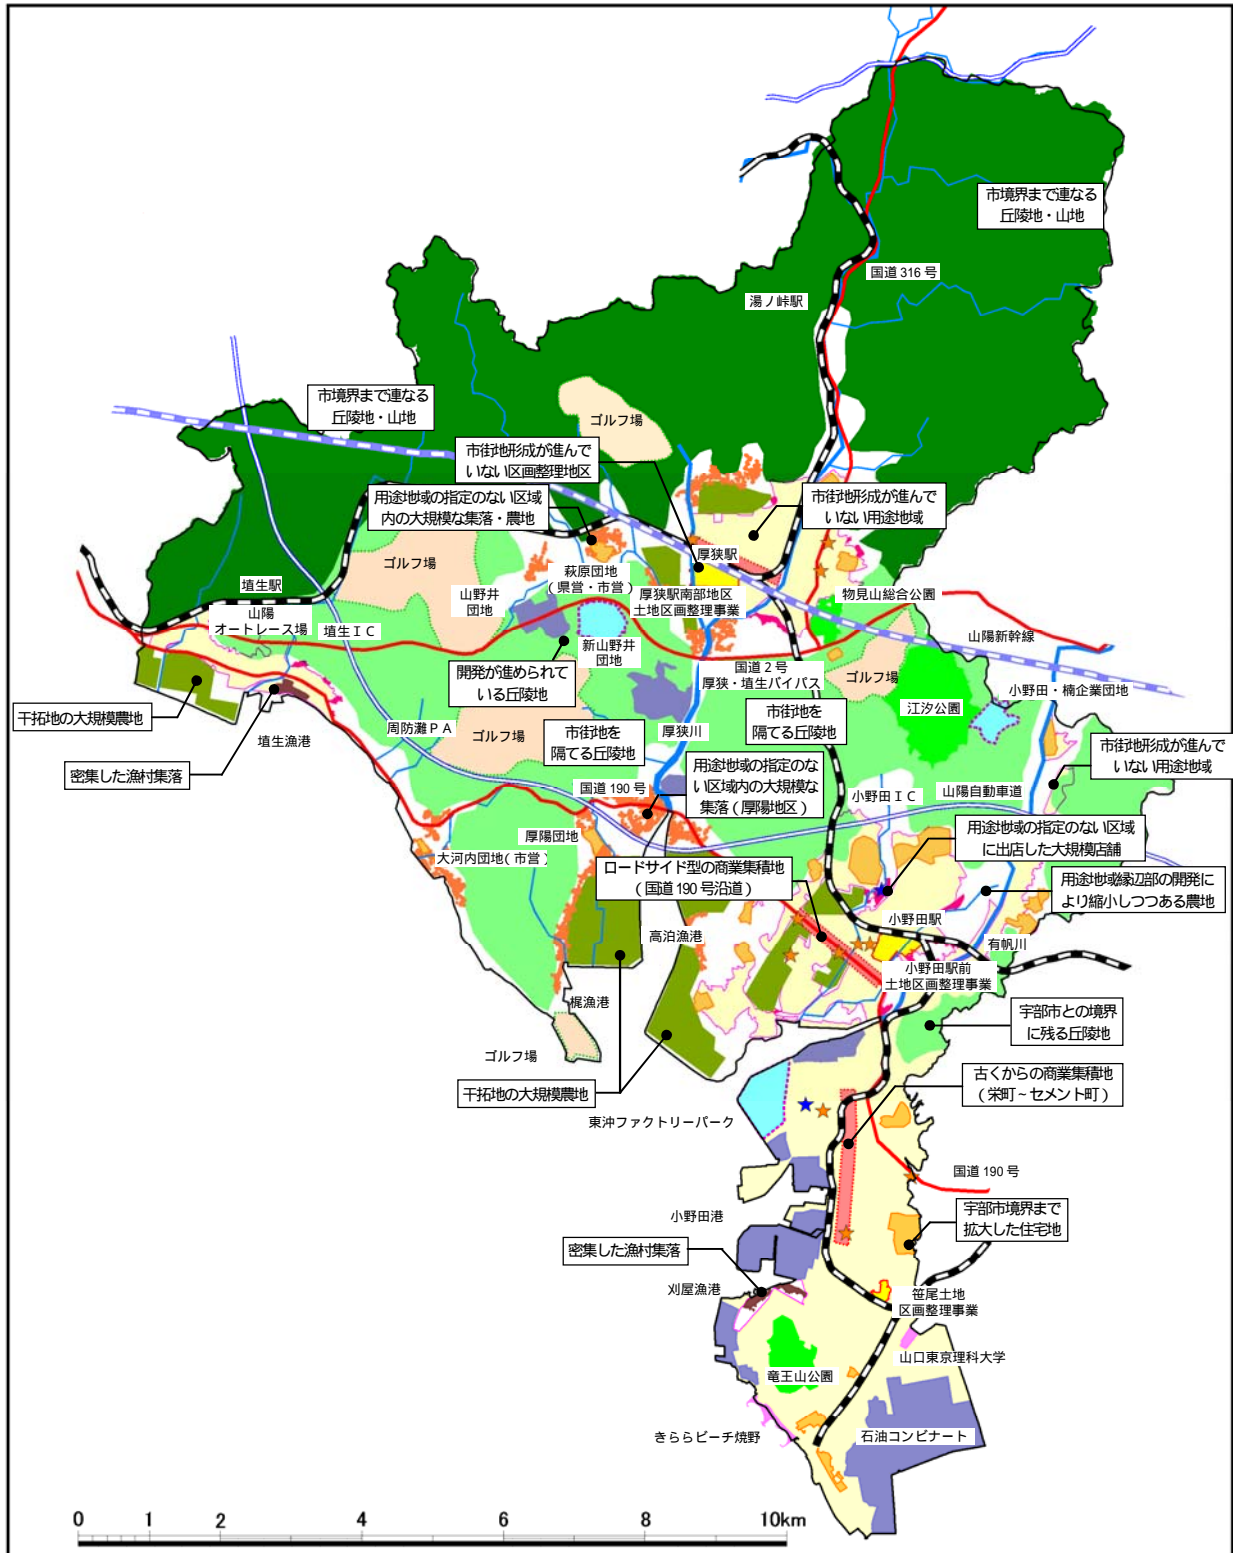 市境界まで連なる
丘陵地・山地
国道316号
湯ノ峠駅
市境界まで連なる
丘陵地・山地
ゴルフ場
市街地形成が進んで
いない区画整理地区
用途地域の指定のない区域
内の大規模な集落・農地
市街地形成が進んで
いない用途地域
厚狭駅
ゴルフ場
萩原団地
(県営・市営)
山野井
団地
厚狭駅南部地区
土地区画整理事業
物見山総合公園
埴生駅
山陽
オートレース場
埴生IC
新山野井
団地
山陽新幹線
開発が進められて
いる丘陵地
国道2号
厚狭・埴生バイパス
ゴルフ場
小野田・楠企業団地
江汐公園
干拓地の大規模農地
埴生漁港
周防灘PA
ゴルフ場
市街地を
隔てる丘陵地
厚狭川
市街地を
隔てる丘陵地
市街地形成が進んで
いない用途地域
密集した漁村集落
国道190号
用途地域の指定のな
い区域内の大規模な
集落(厚陽地区)
小野田IC
山陽自動車道
厚陽団地
大河内団地(市営)
用途地域の指定のない区域
に出店した大規模店舗
ロードサイド型の商業集積地
(国道190号沿道)
用途地域縁辺部の開発に
より縮小しつつある農地
小野田駅
高泊漁港
有帆川
小野田駅前
土地区画整理事業
梶漁港
宇部市との境界
に残る丘陵地
ゴルフ場
干拓地の大規模農地
古くからの商業集積地
(栄町~セメント町)
東沖ファクトリーパーク
国道190号
小野田港
宇部市境界まで
拡大した住宅地
密集した漁村集落
刈屋漁港
笹尾土地
区画整理事業
山口東京理科大学
竜王山公園
きららビーチ焼野
石油コンビナート
0 1 2 4 6 8 10km